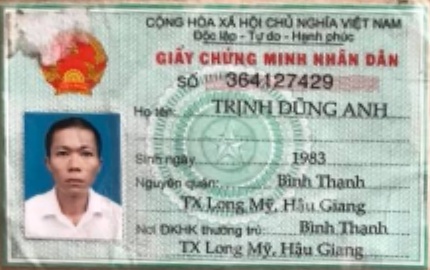 CỘNG HÒA XÃ HỘI CHỦ NGHĨA VIỆT NAM
Độc lập - Tự do - Hạnh phúc
GIẤY CHỨNG MINH NHÂN DÂN
SỐ 364127429
Họ tên: TRỊNH DŨNG ANH
Sinh ngày 1983
Nguyên quán: Bình Thạnh
TX Long Mỹ, Hậu Giang
Nơi ĐKHK thường trú: Bình Thạnh
TX Long Mỹ, Hậu Giang